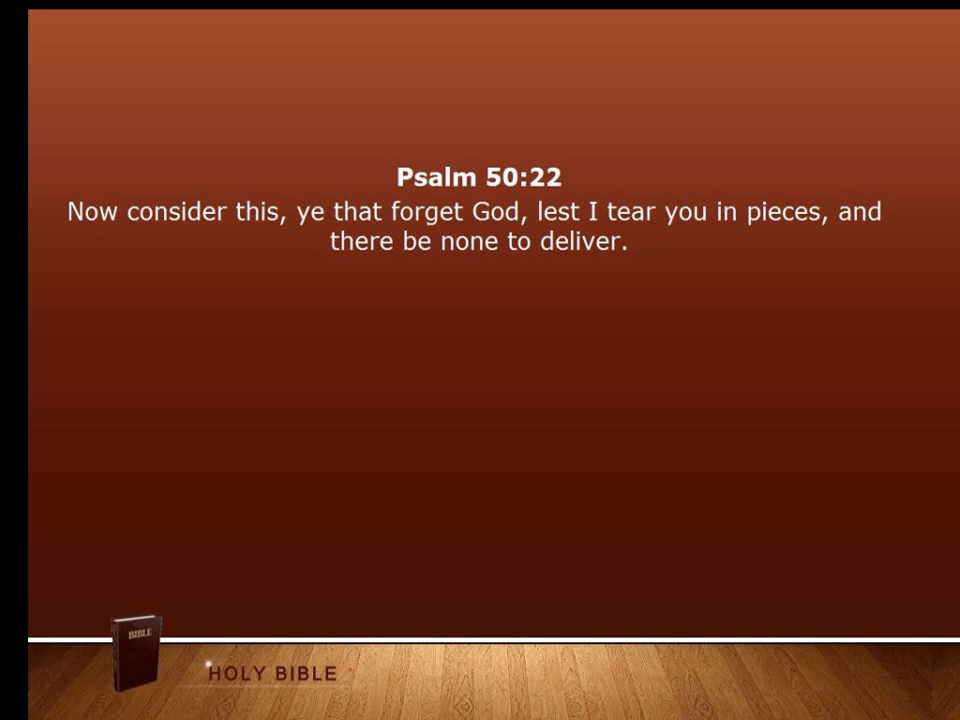 Psalm 50:22
Now consider this, ye that forget God, lest I tear you in pieces, and
there be none to deliver.
BIBLE
HOLY BIBLE